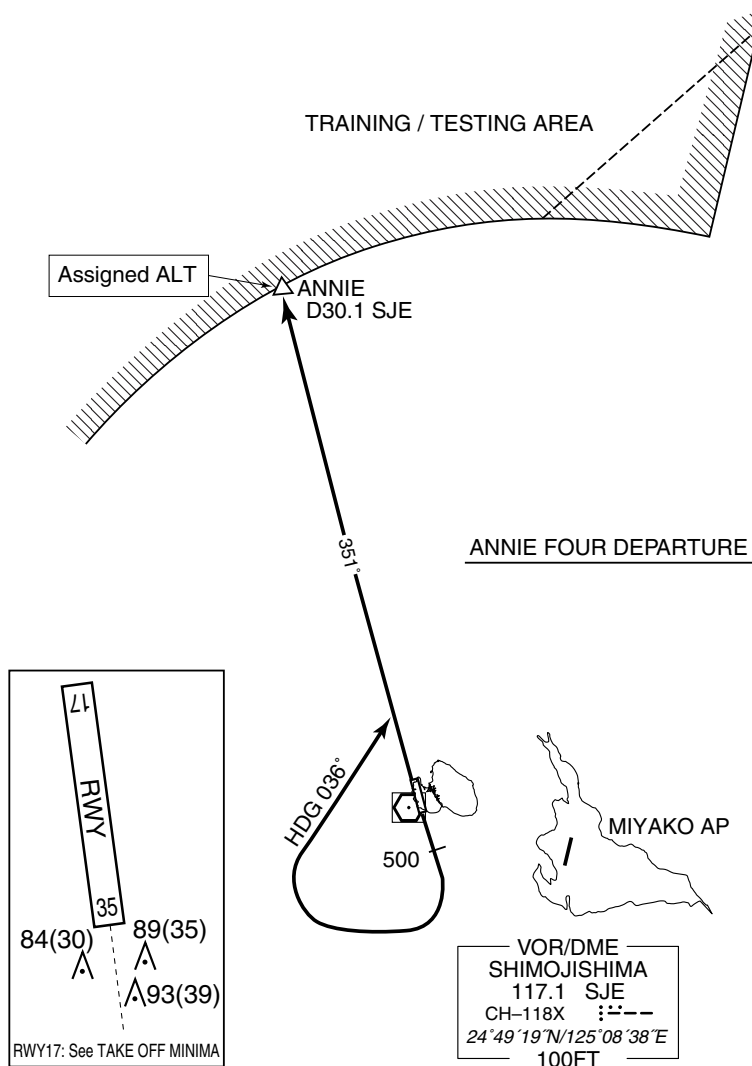 TRAINING / TESTING AREA
Assigned ALT
ANNIE
D30.1 SJE
351°
ANNIE FOUR DEPARTURE
HDG 036°
500
MIYAKO AP
17
RWY
35
84(30)
89(35)
93(39)
RWY17: See TAKE OFF MINIMA
VOR/DME
SHIMOJISHIMA
117.1 SJE
CH–118X
24°49´19˝N/125°08´38˝E
100FT